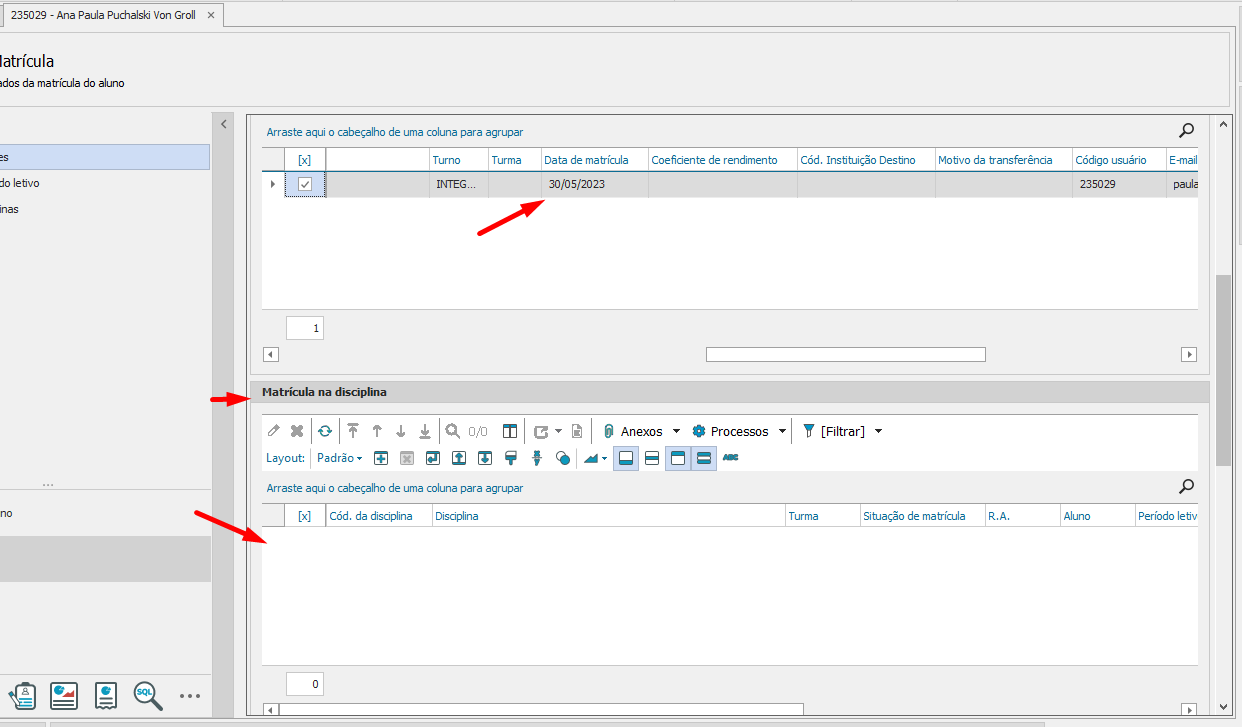 235029 - Ana Paula Puchalski Von Groll ×
latrícula
ados da matrícula do aluno
es
do letivo
inas
no
Arraste aqui o cabeçalho de uma coluna para agrupar
[x] Turno Turma Data de matrícula Coeficiente de rendimento Cód. Instituição Destino Motivo da transferência Código usuário E-mail
INTEG... 30/05/2023 235029 paula
1
Matrícula na disciplina
0/0 Anexos Processos [Filtrar]
Layout: Padrão ABC
Arraste aqui o cabeçalho de uma coluna para agrupar
[x] Cód. da disciplina Disciplina Turma Situação de matrícula R.A. Aluno Período letiv
0
SQL